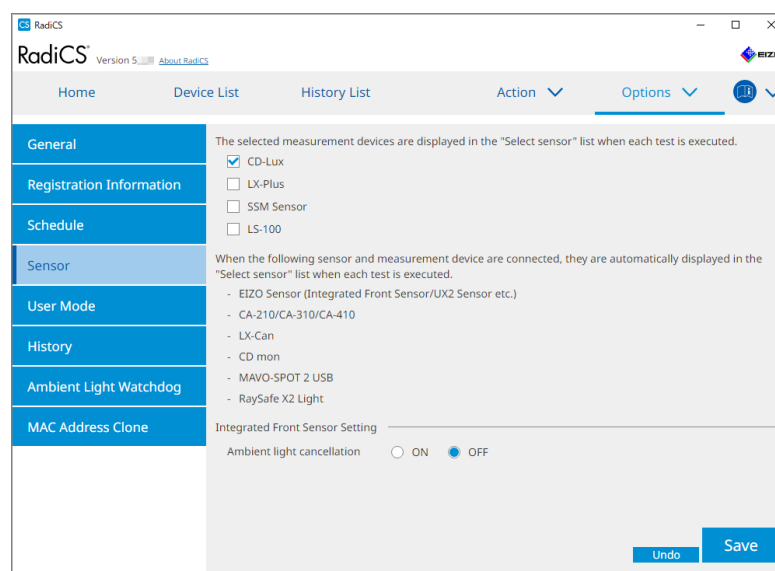 CS RadiCS
RadiCS® Version 5 About RadiCS
Home Device List History List Action Options
General
Registration Information
Schedule
Sensor
User Mode
History
Ambient Light Watchdog
MAC Address Clone
The selected measurement devices are displayed in the "Select sensor" list when each test is executed.
CD-Lux
LX-Plus
SSM Sensor
LS-100
When the following sensor and measurement device are connected, they are automatically displayed in the
"Select sensor" list when each test is executed.
- EIZO Sensor (Integrated Front Sensor/UX2 Sensor etc.)
- CA-210/CA-310/CA-410
- LX-Can
- CD mon
- MAVO-SPOT 2 USB
- RaySafe X2 Light
Integrated Front Sensor Setting
Ambient light cancellation ON OFF
Undo Save